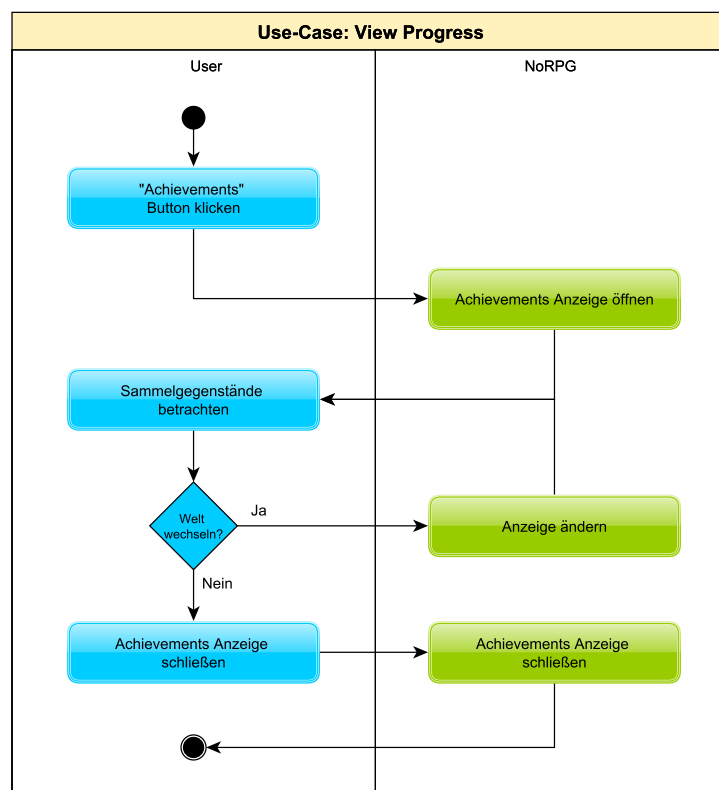 Use-Case: View Progress
User
NoRPG
"Achievements"
Button klicken
Achievements Anzeige öffnen
Sammelgegenstände
betrachten
Welt
wechseln?
Ja
Anzeige ändern
Nein
Achievements Anzeige
schließen
Achievements Anzeige
schließen